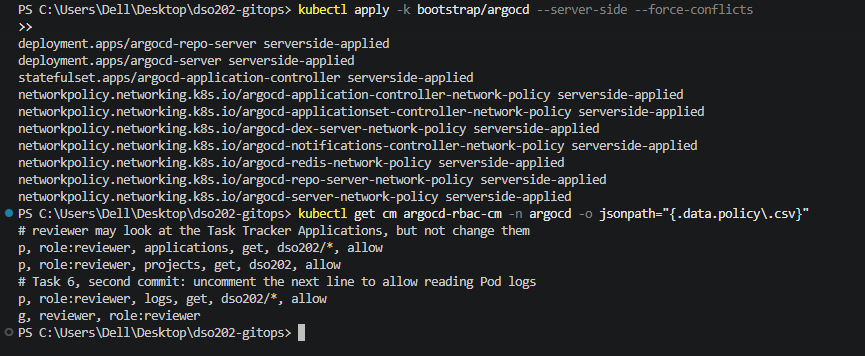 PS C:\Users\Dell\Desktop\dso202-gitops> kubectl apply -k bootstrap/argocd --server-side --force-conflicts
>>
deployment.apps/argocd-repo-server serverside-applied
deployment.apps/argocd-server serverside-applied
statefulset.apps/argocd-application-controller serverside-applied
networkpolicy.networking.k8s.io/argocd-application-controller-network-policy serverside-applied
networkpolicy.networking.k8s.io/argocd-applicationset-controller-network-policy serverside-applied
networkpolicy.networking.k8s.io/argocd-dex-server-network-policy serverside-applied
networkpolicy.networking.k8s.io/argocd-notifications-controller-network-policy serverside-applied
networkpolicy.networking.k8s.io/argocd-redis-network-policy serverside-applied
networkpolicy.networking.k8s.io/argocd-repo-server-network-policy serverside-applied
networkpolicy.networking.k8s.io/argocd-server-network-policy serverside-applied
PS C:\Users\Dell\Desktop\dso202-gitops> kubectl get cm argocd-rbac-cm -n argocd -o jsonpath="{.data.policy\.csv}"
# reviewer may look at the Task Tracker Applications, but not change them
p, role:reviewer, applications, get, dso202/*, allow
p, role:reviewer, projects, get, dso202, allow
# Task 6, second commit: uncomment the next line to allow reading Pod logs
p, role:reviewer, logs, get, dso202/*, allow
g, reviewer, role:reviewer
PS C:\Users\Dell\Desktop\dso202-gitops>